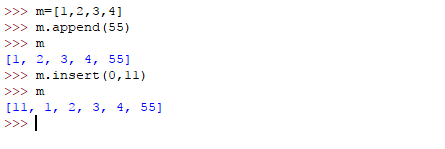 >>> m=[1,2,3,4]
>>> m.append(55)
>>> m
[1, 2, 3, 4, 55]
>>> m.insert(0,11)
>>> m
[11, 1, 2, 3, 4, 55]
>>>